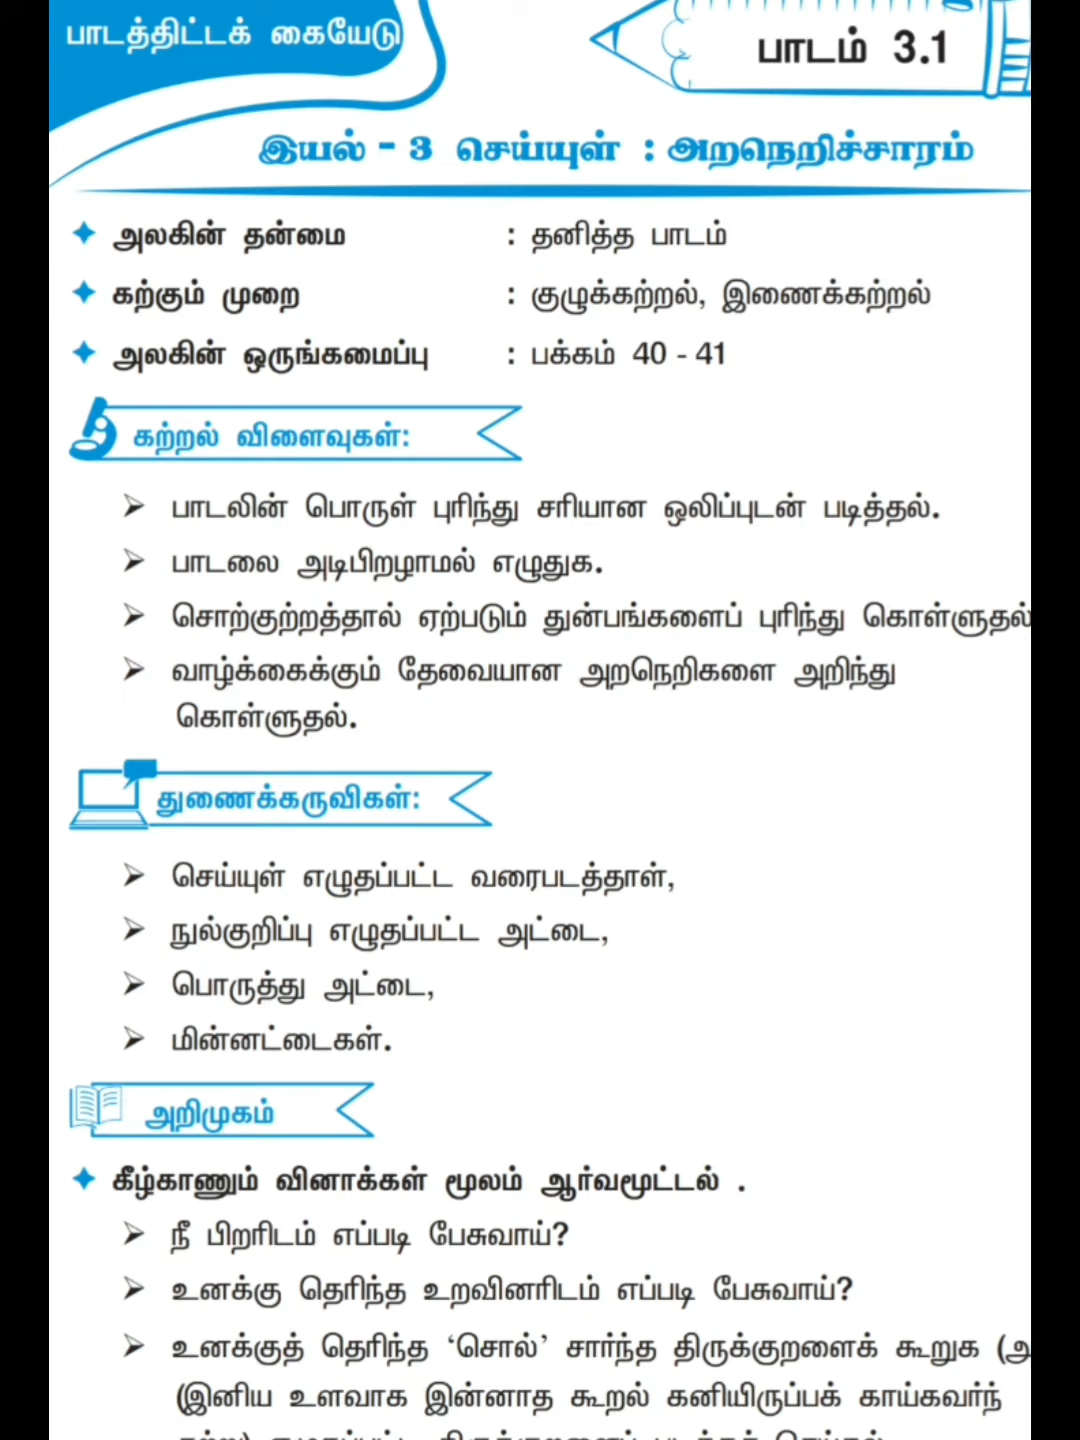 பாடத்திட்டக் கையேடு
பாடம் 3.1
இயல் - 3 செய்யுள் : அறநெறிச்சாரம்
அலகின் தன்மை : தனித்த பாடம்
கற்கும் முறை : குழுக்கற்றல், இணைக்கற்றல்
அலகின் ஒருங்கமைப்பு : பக்கம் 40 - 41
கற்றல் விளைவுகள்:
பாடலின் பொருள் புரிந்து சரியான ஒலிப்புடன் படித்தல்.
பாடலை அடிபிறழாமல் எழுதுக.
சொற்குற்றத்தால் ஏற்படும் துன்பங்களைப் புரிந்து கொள்ளுதல்
வாழ்க்கைக்கும் தேவையான அறநெறிகளை அறிந்து
கொள்ளுதல்.
துணைக்கருவிகள்:
செய்யுள் எழுதப்பட்ட வரைபடத்தாள்,
நுல்குறிப்பு எழுதப்பட்ட அட்டை,
பொருத்து அட்டை,
மின்னட்டைகள்.
அறிமுகம்
கீழ்காணும் வினாக்கள் மூலம் ஆர்வமூட்டல் .
நீ பிறரிடம் எப்படி பேசுவாய்?
உனக்கு தெரிந்த உறவினரிடம் எப்படி பேசுவாய்?
உனக்குத் தெரிந்த ‘சொல்’ சார்ந்த திருக்குறளைக் கூறுக
(இனிய உளவாக இன்னாத கூறல் கனியிருப்பக் காய்கவர்ந்